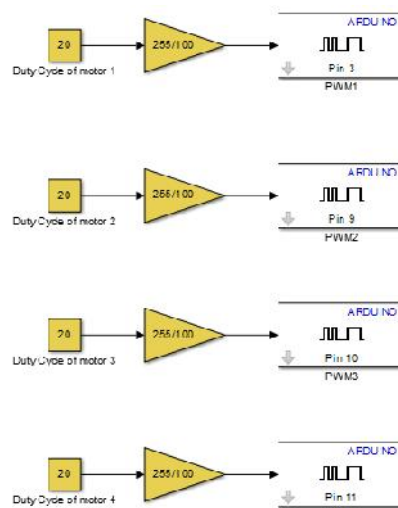 ARDUINO
20
255/100
Pin 3
Duty Cycle of motor 1
PWM1
ARDUINO
20
255/100
Pin 9
Duty Cycle of motor 2
PWM2
ARDUINO
20
255/100
Pin 10
Duty Cycle of motor 3
PWM3
ARDUINO
20
255/100
Pin 11
Duty Cycle of motor 4